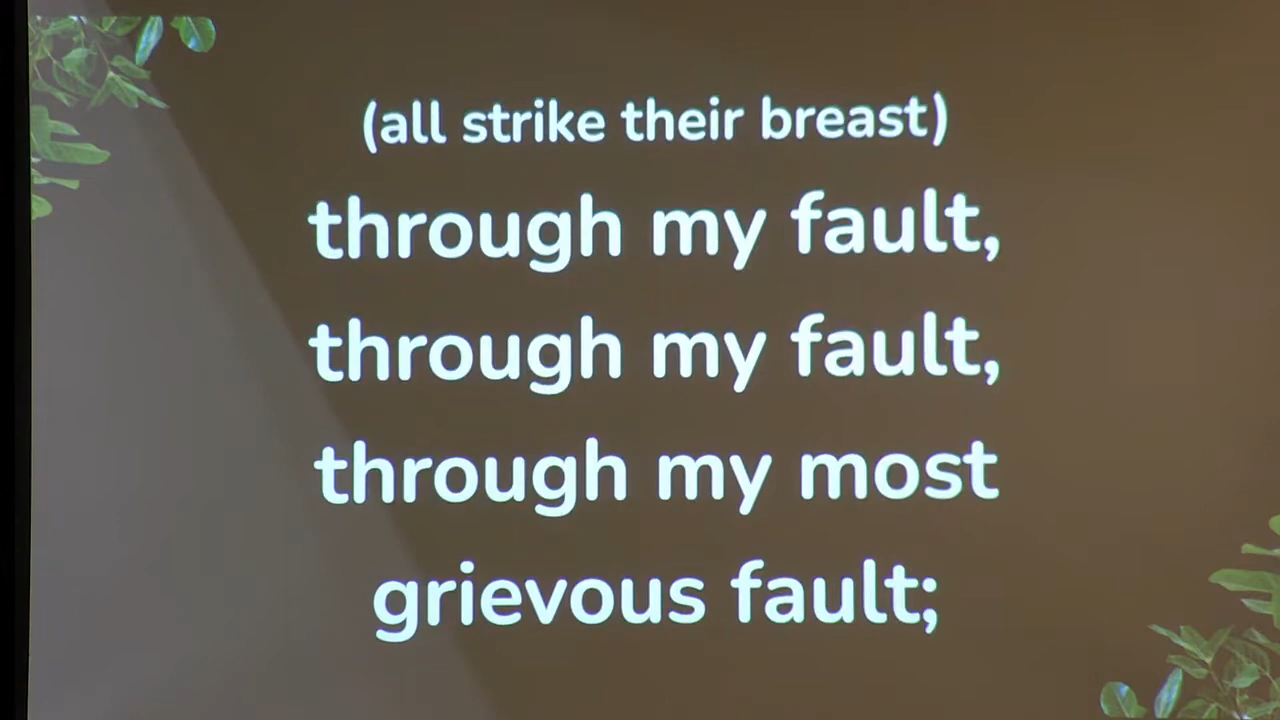 (all strike their breast)
through my fault,
through my fault,
through my most
grievous fault;